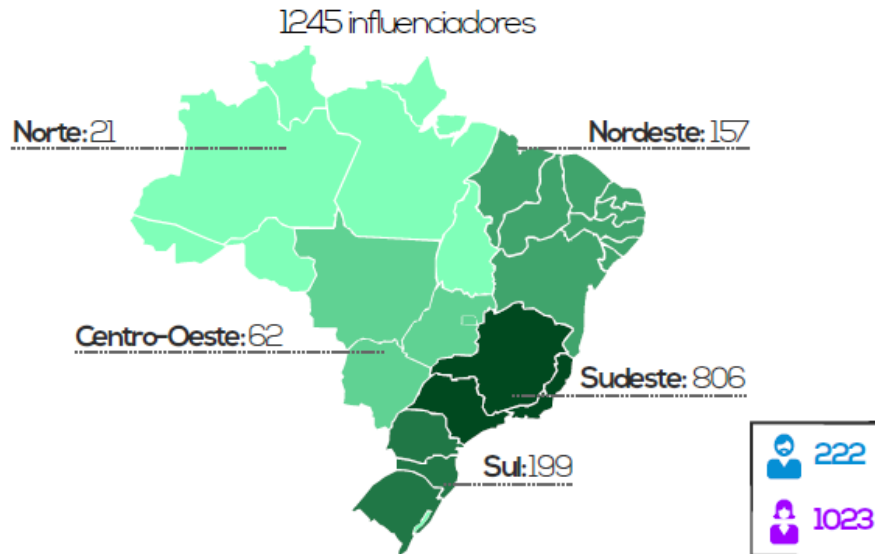 1245 influenciadores
Norte: 21
Nordeste: 157
Centro-Oeste: 62
Sudeste: 806
Sul: 199
222
1023